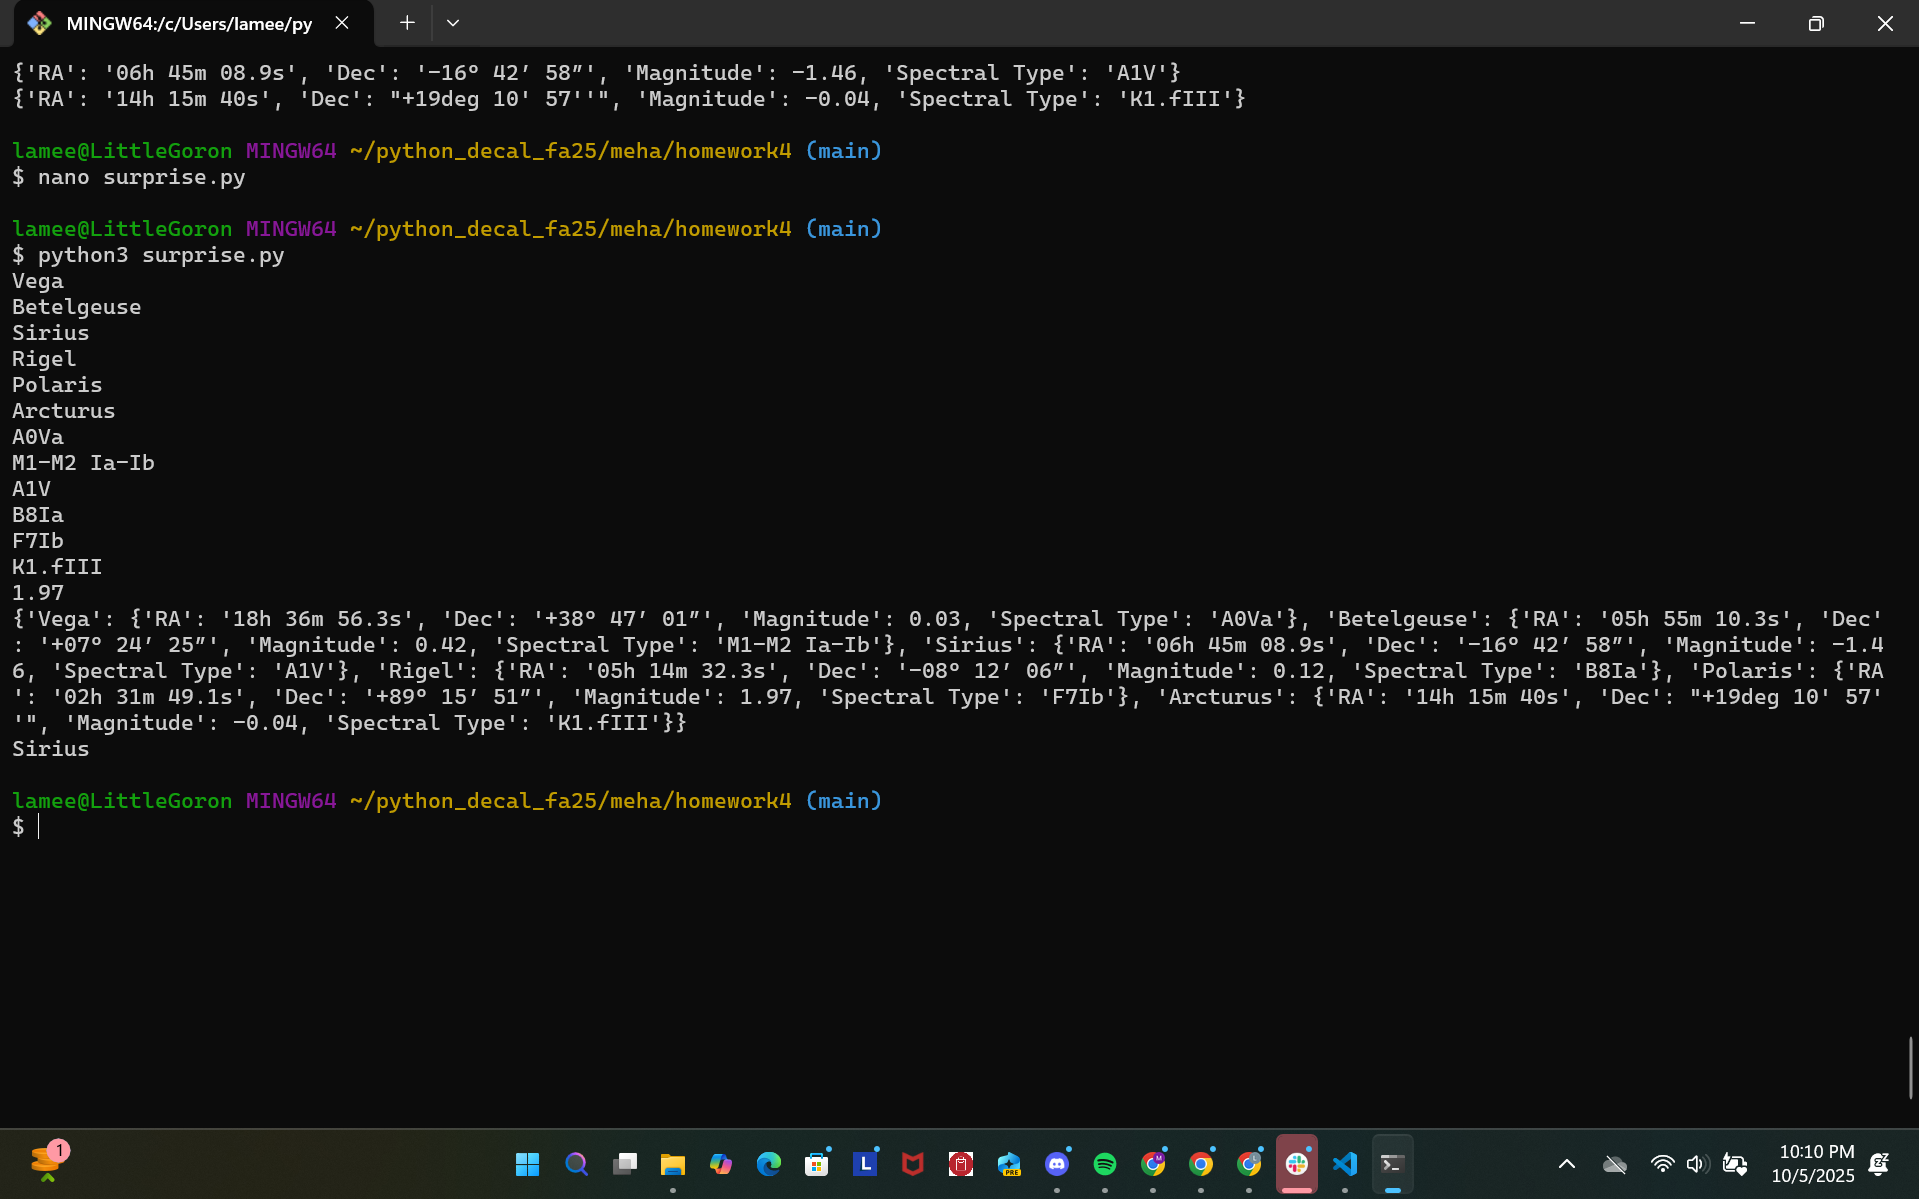 MINGW64:/c/Users/lamee/py
{'RA': '06h 45m 08.9s', 'Dec': '−16° 42′ 58″', 'Magnitude': -1.46, 'Spectral Type': 'A1V'}
{'RA': '14h 15m 40s', 'Dec': "+19deg 10' 57''", 'Magnitude': -0.04, 'Spectral Type': 'K1.fIII'}
lamee@LittleGoron MINGW64 ~/python_decal_fa25/meha/homework4 (main)
$ nano surprise.py
lamee@LittleGoron MINGW64 ~/python_decal_fa25/meha/homework4 (main)
$ python3 surprise.py
Vega
Betelgeuse
Sirius
Rigel
Polaris
Arcturus
A0Va
M1–M2 Ia–Ib
A1V
B8Ia
F7Ib
K1.fIII
1.97
{'Vega': {'RA': '18h 36m 56.3s', 'Dec': '+38° 47′ 01″', 'Magnitude': 0.03, 'Spectral Type': 'A0Va'}, 'Betelgeuse': {'RA': '05h 55m 10.3s', 'Dec'
: '+07° 24′ 25″', 'Magnitude': 0.42, 'Spectral Type': 'M1–M2 Ia–Ib'}, 'Sirius': {'RA': '06h 45m 08.9s', 'Dec': '−16° 42′ 58″', 'Magnitude': -1.4
6, 'Spectral Type': 'A1V'}, 'Rigel': {'RA': '05h 14m 32.3s', 'Dec': '−08° 12′ 06″', 'Magnitude': 0.12, 'Spectral Type': 'B8Ia'}, 'Polaris': {'RA
': '02h 31m 49.1s', 'Dec': '+89° 15′ 51″', 'Magnitude': 1.97, 'Spectral Type': 'F7Ib'}, 'Arcturus': {'RA': '14h 15m 40s', 'Dec': "+19deg 10' 57'
'", 'Magnitude': -0.04, 'Spectral Type': 'K1.fIII'}}
Sirius
lamee@LittleGoron MINGW64 ~/python_decal_fa25/meha/homework4 (main)
$
1
L
PRE
M
L
10:10 PM
10/5/2025